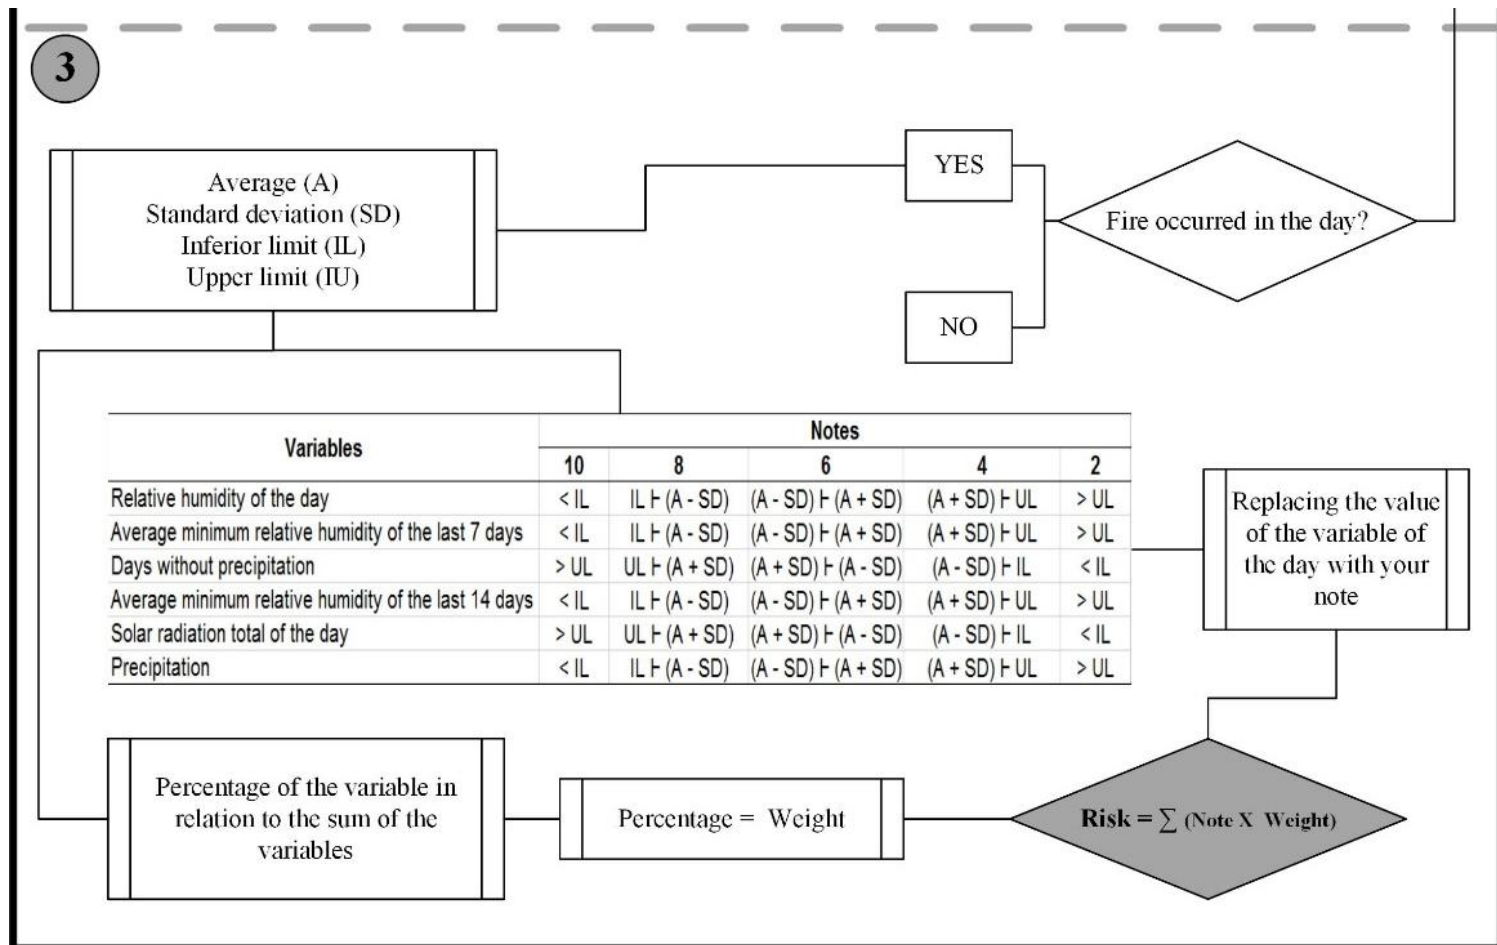 3
Average (A)
Standard deviation (SD)
Inferior limit (IL)
Upper limit (IU)
YES
NO
Fire occurred in the day?
Variables
Notes
10 8 6 4 2
Relative humidity of the day < IL IL ⊦ (A - SD) (A - SD) ⊦ (A + SD) (A + SD) ⊦ UL > UL
Average minimum relative humidity of the last 7 days < IL IL ⊦ (A - SD) (A - SD) ⊦ (A + SD) (A + SD) ⊦ UL > UL
Days without precipitation > UL UL ⊦ (A + SD) (A + SD) ⊦ (A - SD) (A - SD) ⊦ IL < IL
Average minimum relative humidity of the last 14 days < IL IL ⊦ (A - SD) (A - SD) ⊦ (A + SD) (A + SD) ⊦ UL > UL
Solar radiation total of the day > UL UL ⊦ (A + SD) (A + SD) ⊦ (A - SD) (A - SD) ⊦ IL < IL
Precipitation < IL IL ⊦ (A - SD) (A - SD) ⊦ (A + SD) (A + SD) ⊦ UL > UL
Replacing the value
of the variable of
the day with your
note
Percentage of the variable in
relation to the sum of the
variables
Percentage = Weight
Risk = ∑ (Note X Weight)